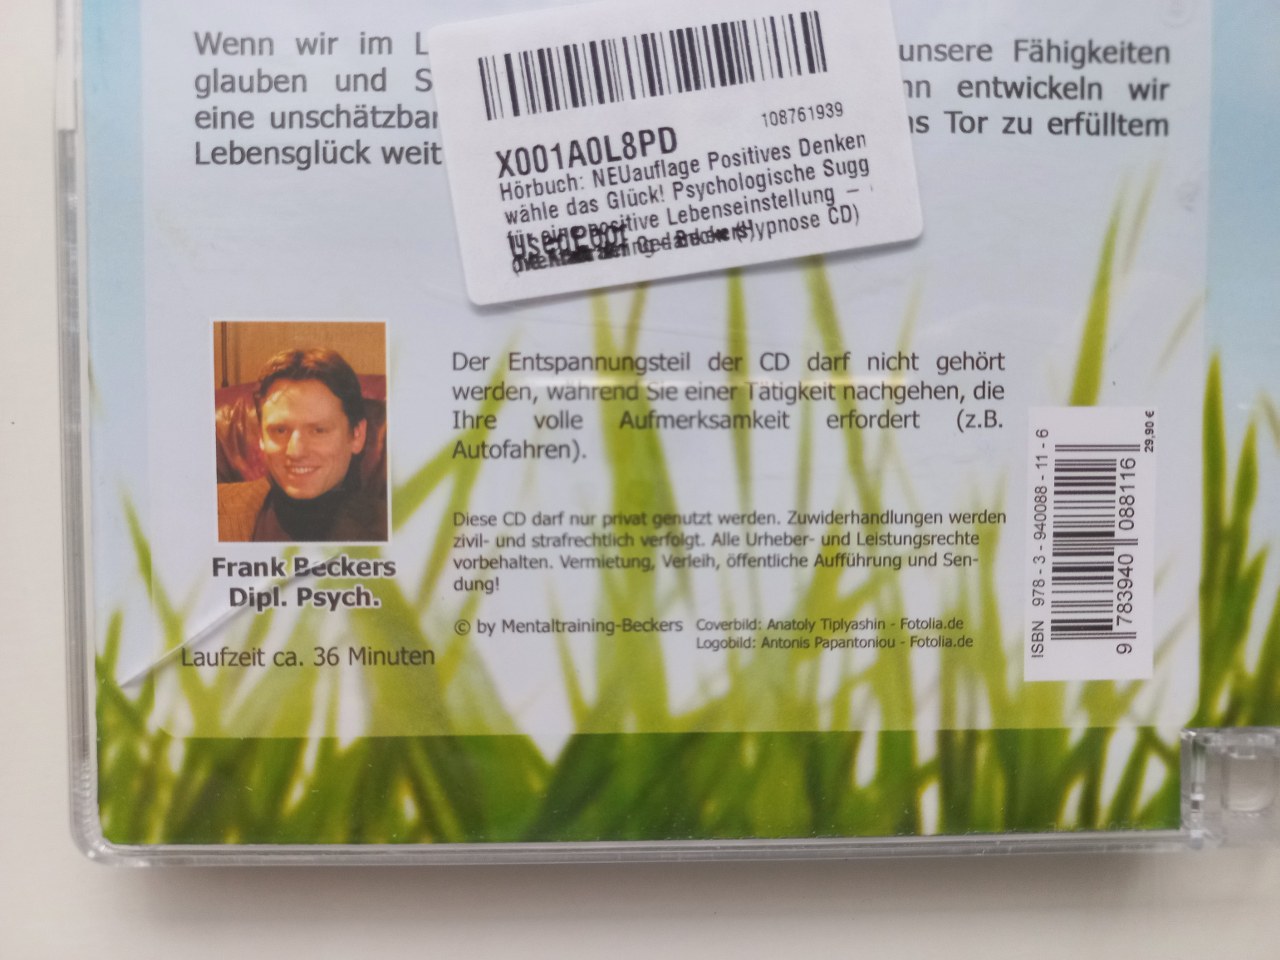 Wenn wir im L
unsere Fähigkeiten
glauben und S
nn entwickeln wir
eine unschätzbar
s Tor zu erfülltem
Lebensglück weit
108761939
X001A0L8PD
Hörbuch: NEUauflage Positives Denken
wähle das Glück! Psychologische Sugg
für eine positive Lebenseinstellung –
(Hypnose CD)
Der Entspannungsteil der CD darf nicht gehört
werden, während Sie einer Tätigkeit nachgehen, die
Ihre volle Aufmerksamkeit erfordert (z.B.
Autofahren).
Diese CD darf nur privat genutzt werden. Zuwiderhandlungen werden
zivil- und strafrechtlich verfolgt. Alle Urheber- und Leistungsrechte
vorbehalten. Vermietung, Verleih, öffentliche Aufführung und Sen-
dung!
© by Mentaltraining-Beckers
Coverbild: Anatoly Tiplyashin - Fotolia.de
Logobild: Antonis Papantoniou - Fotolia.de
Frank Beckers
Dipl. Psych.
Laufzeit ca. 36 Minuten
ISBN 978 - 3 - 940088 - 11 - 6
9 783940 088116
29,90 €